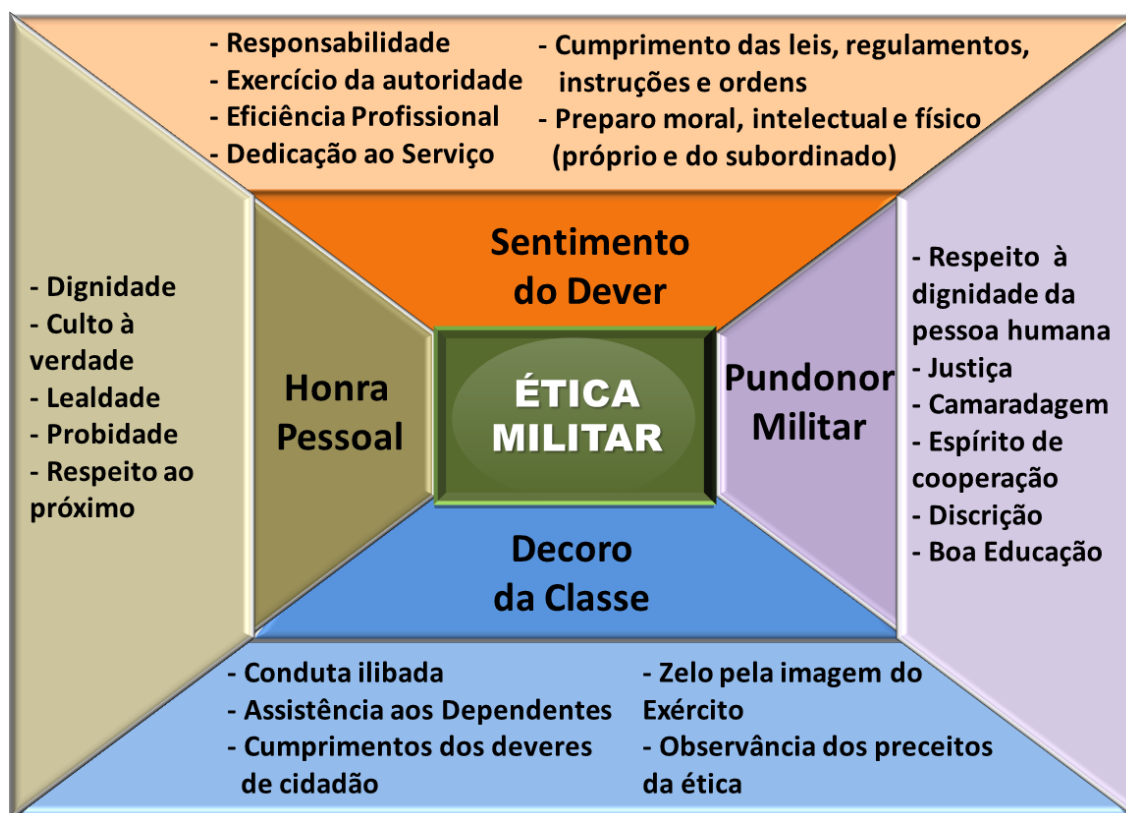 - Responsabilidade
- Exercício da autoridade
- Eficiência Profissional
- Dedicação ao Serviço
- Cumprimento das leis, regulamentos,
instruções e ordens
- Preparo moral, intelectual e físico
(próprio e do subordinado)
Sentimento
do Dever
- Dignidade
- Culto à
verdade
- Lealdade
- Probidade
- Respeito ao
próximo
Honra
Pessoal
ÉTICA
MILITAR
Pundonor
Militar
- Respeito à
dignidade da
pessoa humana
- Justiça
- Camaradagem
- Espírito de
cooperação
- Discrição
- Boa Educação
Decoro
da Classe
- Conduta ilibada
- Assistência aos Dependentes
- Cumprimentos dos deveres
de cidadão
- Zelo pela imagem do
Exército
- Observância dos preceitos
da ética